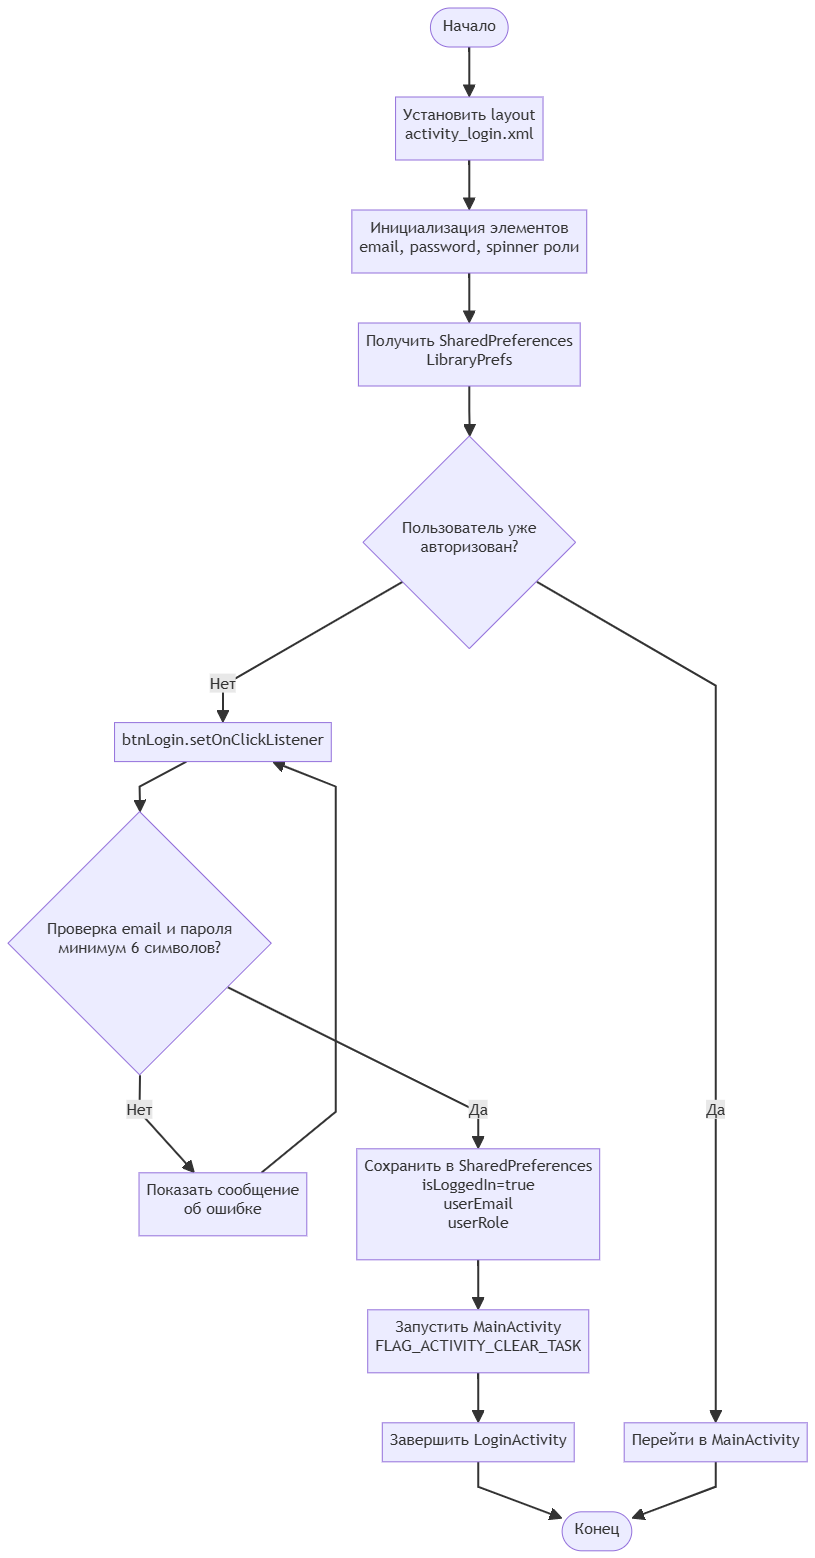 Начало
Установить layout
activity_login.xml
Инициализация элементов
email, password, spinner роли
Получить SharedPreferences
LibraryPrefs
Пользователь уже
авторизован?
Нет
btnLogin.setOnClickListener
Проверка email и пароля
минимум 6 символов?
Нет
Да
Да
Показать сообщение
об ошибке
Сохранить в SharedPreferences
isLoggedIn=true
userEmail
userRole
Запустить MainActivity
FLAG_ACTIVITY_CLEAR_TASK
Завершить LoginActivity
Перейти в MainActivity
Конец